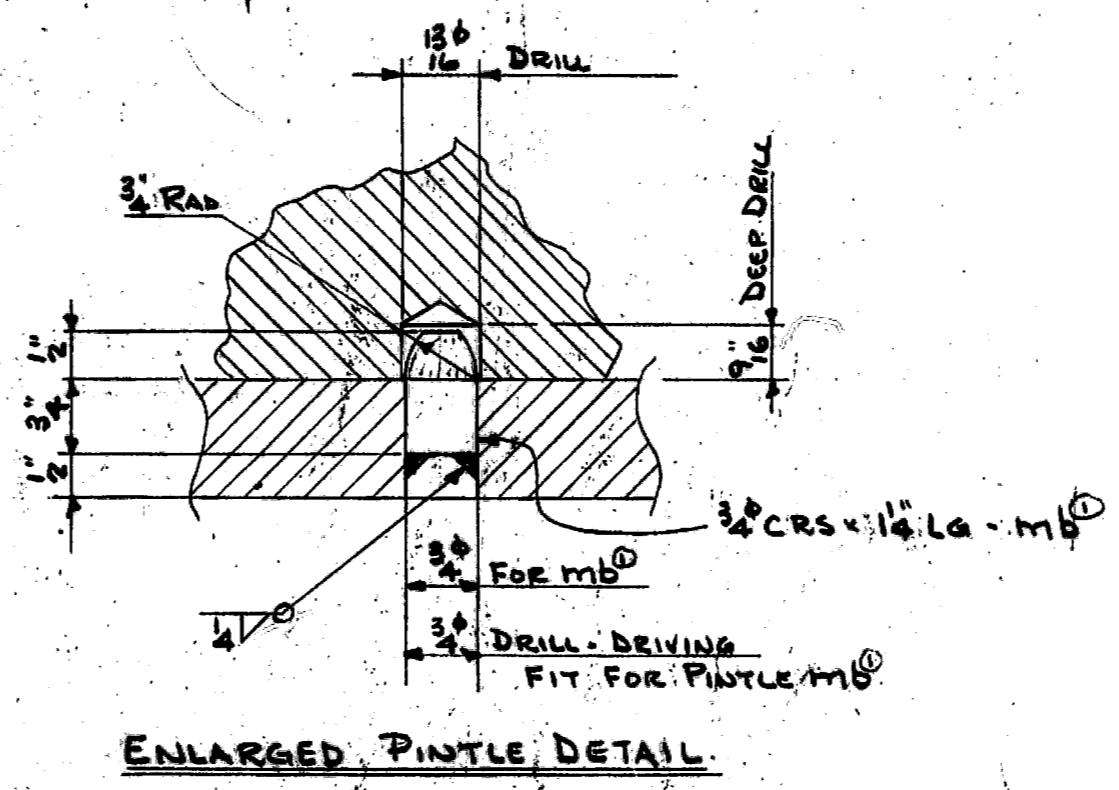 13/16 ϕ DRILL
3/4" RAD
9/16" DEEP DRILL
1/2"
3/4"
1/2"
3/4 ϕ CRS x 1 1/4" LG - mb①
3/4 ϕ FOR mb①
1/4
3/4 ϕ DRILL - DRIVING
FIT FOR PINTLE mb①
ENLARGED PINTLE DETAIL.